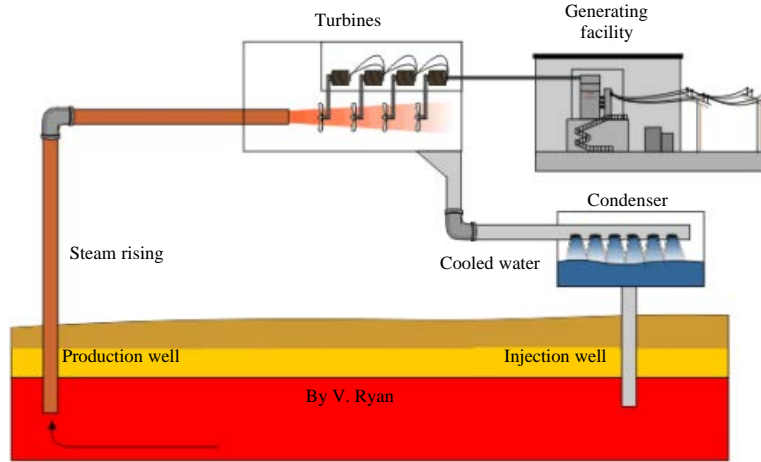 Turbines
Generating
facility
Condenser
Steam rising
Cooled water
Production well
Injection well
By V. Ryan